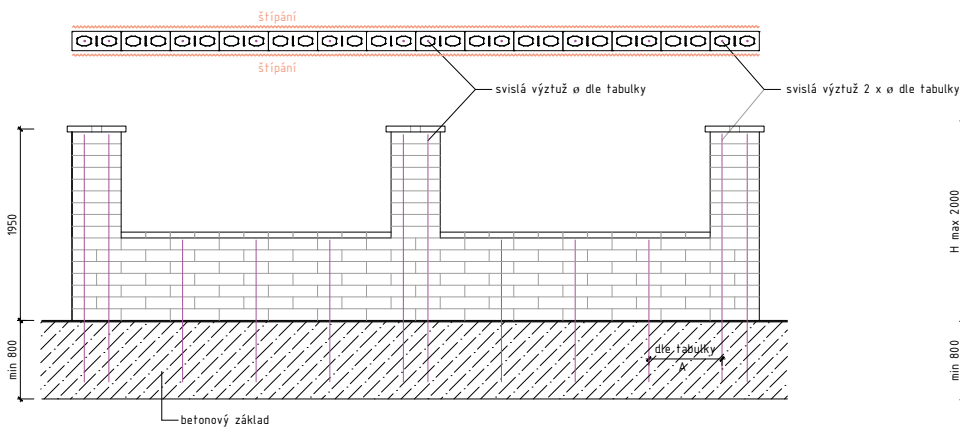 štípání
štípání
svislá výztuž ø dle tabulky
svislá výztuž 2 x ø dle tabulky
1950
H max 2000
min 800
dle tabulky
A
min 800
betonový základ